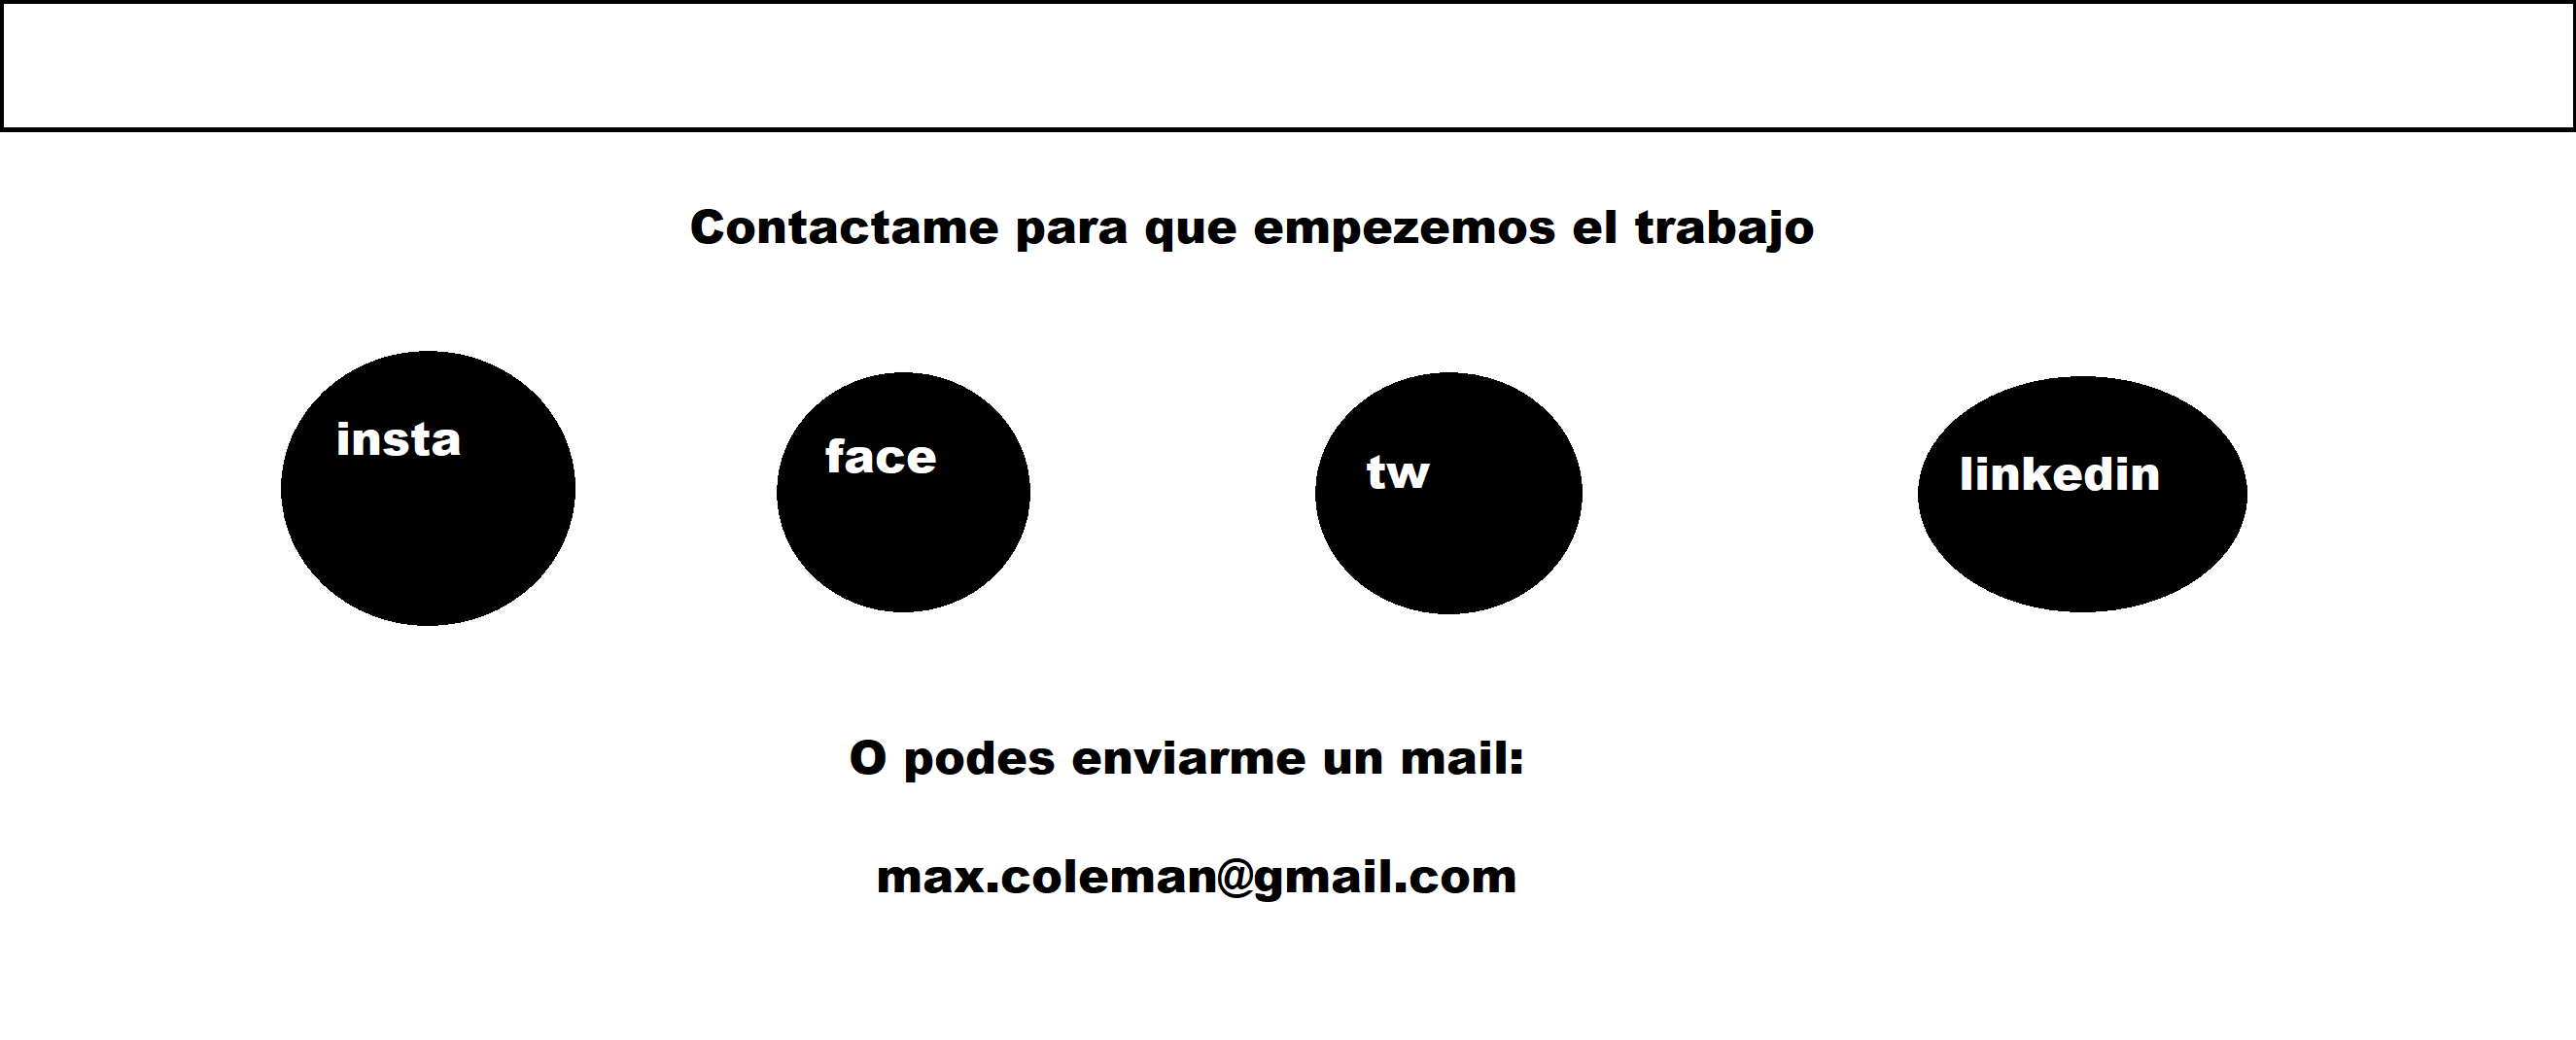 Contactame para que empezemos el trabajo
insta
face
tw
linkedin
O podes enviarme un mail:
max.coleman@gmail.com